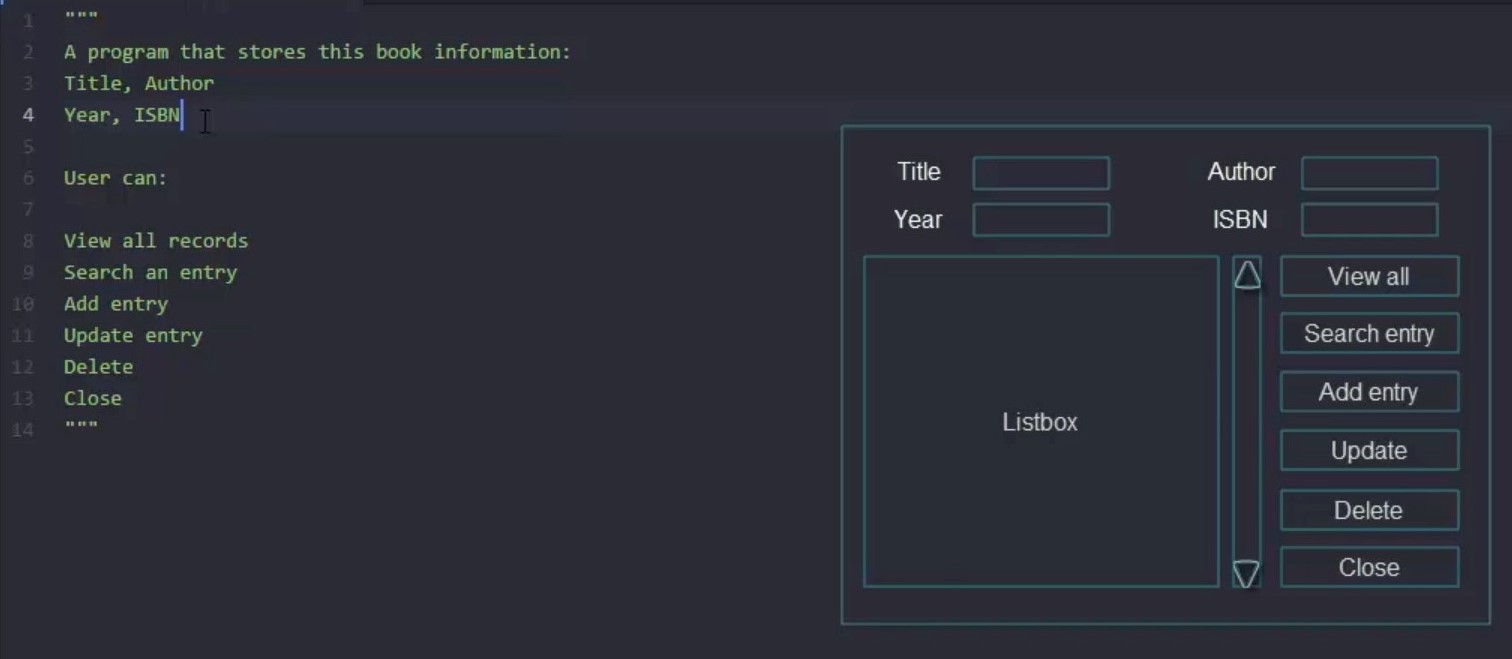 1 """
2 A program that stores this book information:
3 Title, Author
4 Year, ISBN
5
6 User can:
7
8 View all records
9 Search an entry
10 Add entry
11 Update entry
12 Delete
13 Close
14 """
Title Author
Year ISBN
Listbox
View all
Search entry
Add entry
Update
Delete
Close